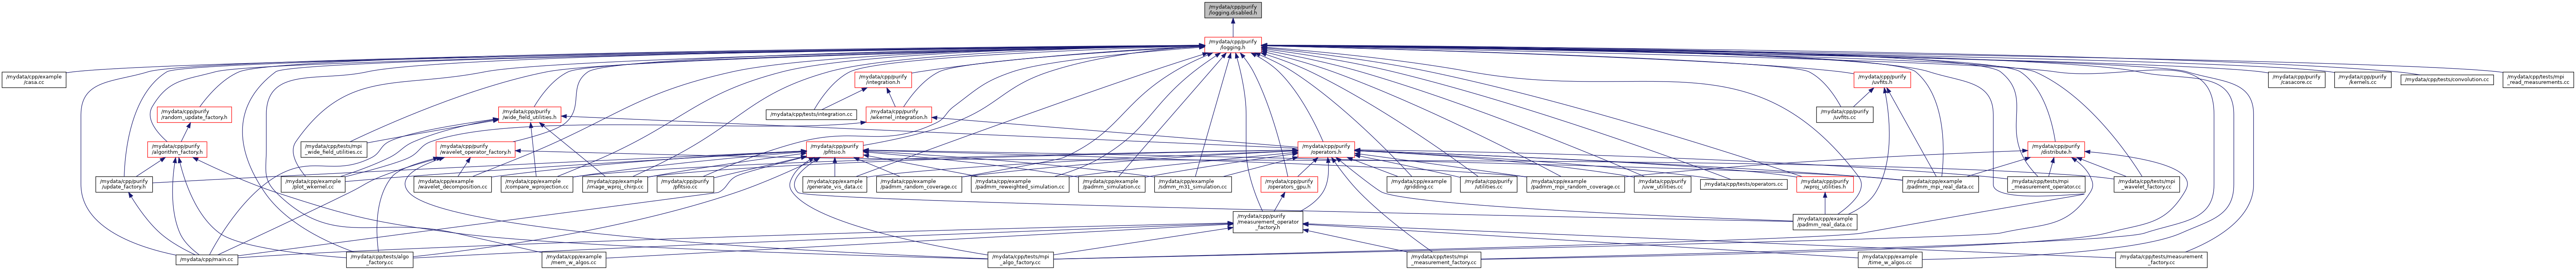 /mydata/cpp/purify
/logging.disabled.h
/mydata/cpp/purify
/logging.h
/mydata/cpp/example
/casa.cc
/mydata/cpp/purify
/integration.h
/mydata/cpp/purify
/uvfits.h
/mydata/cpp/purify
/casacore.cc
/mydata/cpp/purify
/kernels.cc
/mydata/cpp/tests/convolution.cc
/mydata/cpp/tests/mpi
_read_measurements.cc
/mydata/cpp/purify
/random_update_factory.h
/mydata/cpp/purify
/wide_field_utilities.h
/mydata/cpp/tests/integration.cc
/mydata/cpp/purify
/wkernel_integration.h
/mydata/cpp/purify
/uvfits.cc
/mydata/cpp/purify
/algorithm_factory.h
/mydata/cpp/tests/mpi
_wide_field_utilities.cc
/mydata/cpp/purify
/wavelet_operator_factory.h
/mydata/cpp/purify
/pfitsio.h
/mydata/cpp/purify
/operators.h
/mydata/cpp/purify
/distribute.h
/mydata/cpp/purify
/update_factory.h
/mydata/cpp/example
/plot_wkernel.cc
/mydata/cpp/example
/wavelet_decomposition.cc
/mydata/cpp/example
/compare_wprojection.cc
/mydata/cpp/example
/image_wproj_chirp.cc
/mydata/cpp/purify
/pfitsio.cc
/mydata/cpp/example
/generate_vis_data.cc
/mydata/cpp/example
/padmm_random_coverage.cc
/mydata/cpp/example
/padmm_reweighted_simulation.cc
/mydata/cpp/example
/padmm_simulation.cc
/mydata/cpp/example
/sdmm_m31_simulation.cc
/mydata/cpp/purify
/operators_gpu.h
/mydata/cpp/example
/gridding.cc
/mydata/cpp/purify
/utilities.cc
/mydata/cpp/example
/padmm_mpi_random_coverage.cc
/mydata/cpp/purify
/uvw_utilities.cc
/mydata/cpp/tests/operators.cc
/mydata/cpp/purify
/wproj_utilities.h
/mydata/cpp/example
/padmm_mpi_real_data.cc
/mydata/cpp/tests/mpi
_measurement_operator.cc
/mydata/cpp/tests/mpi
_wavelet_factory.cc
/mydata/cpp/purify
/measurement_operator
_factory.h
/mydata/cpp/example
/padmm_real_data.cc
/mydata/cpp/main.cc
/mydata/cpp/tests/algo
_factory.cc
/mydata/cpp/example
/mem_w_algos.cc
/mydata/cpp/tests/mpi
_algo_factory.cc
/mydata/cpp/tests/mpi
_measurement_factory.cc
/mydata/cpp/example
/time_w_algos.cc
/mydata/cpp/tests/measurement
_factory.cc